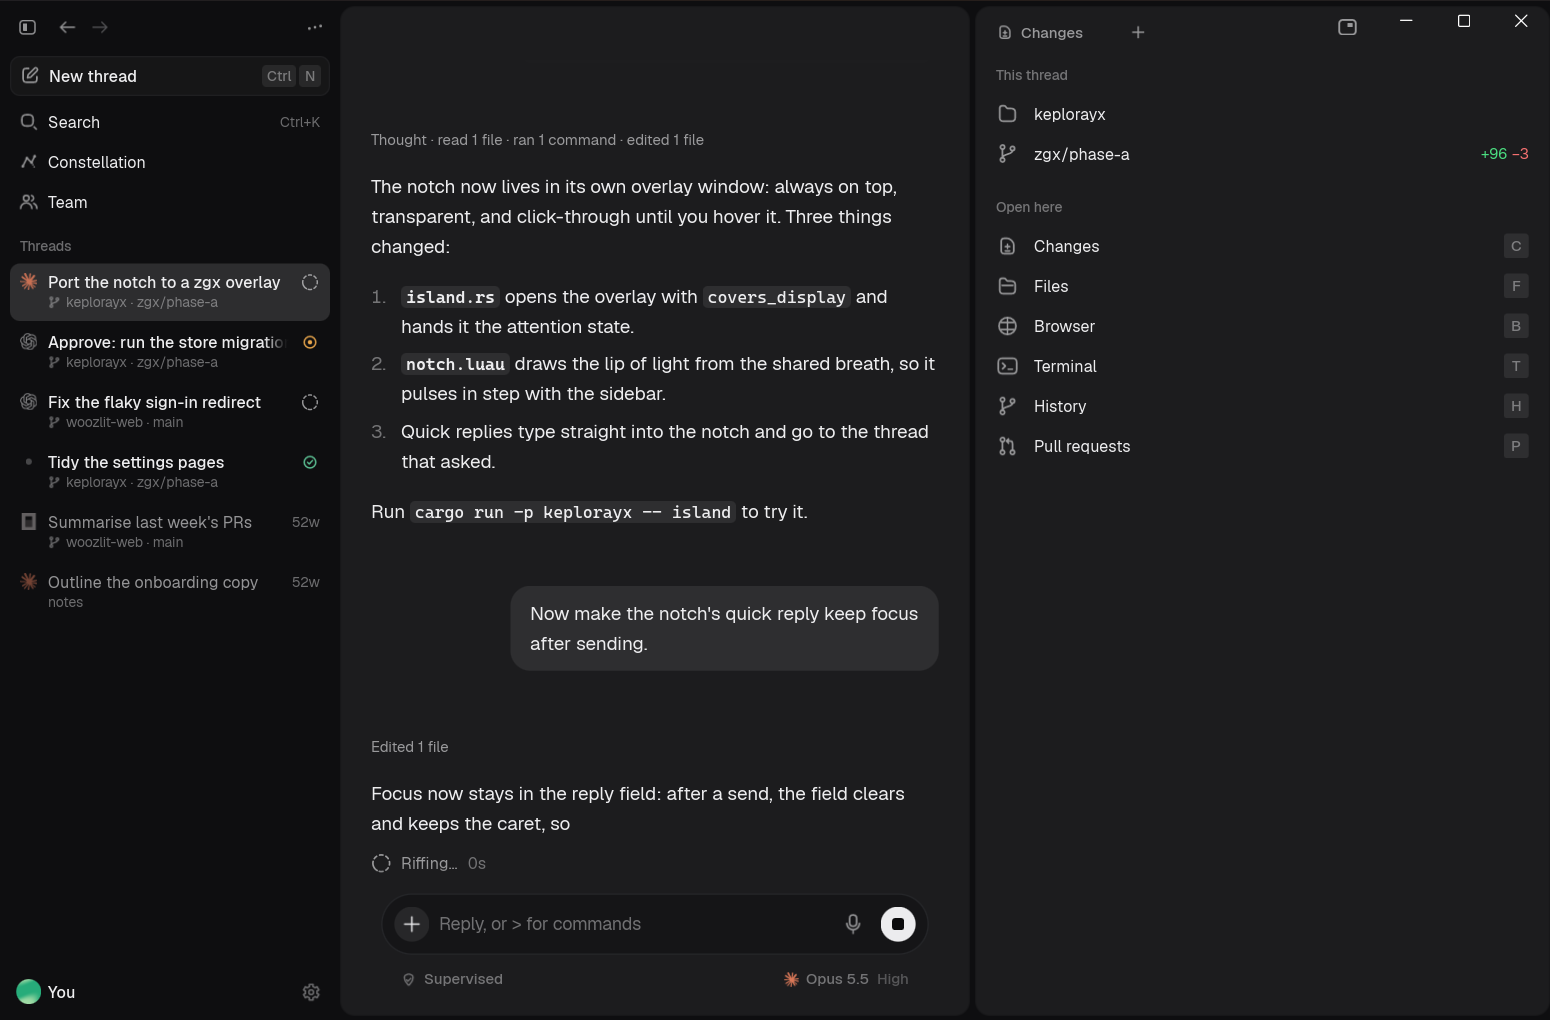 New thread
Ctrl N
Search
Ctrl+K
Constellation
Team
Threads
Port the notch to a zgx overlay
keplorayx · zgx/phase-a
Approve: run the store migratio
keplorayx · zgx/phase-a
Fix the flaky sign-in redirect
woozlit-web · main
Tidy the settings pages
keplorayx · zgx/phase-a
Summarise last week's PRs
52w
woozlit-web · main
Outline the onboarding copy
52w
notes
You
Thought · read 1 file · ran 1 command · edited 1 file
The notch now lives in its own overlay window: always on top,
transparent, and click-through until you hover it. Three things
changed:
1. island.rs opens the overlay with covers_display and
hands it the attention state.
2. notch.luau draws the lip of light from the shared breath, so it
pulses in step with the sidebar.
3. Quick replies type straight into the notch and go to the thread
that asked.
Run cargo run -p keplorayx -- island to try it.
Now make the notch's quick reply keep focus
after sending.
Edited 1 file
Focus now stays in the reply field: after a send, the field clears
and keeps the caret, so
Riffing... 0s
Reply, or > for commands
Supervised
Opus 5.5 High
Changes
This thread
keplorayx
zgx/phase-a
+96 −3
Open here
Changes
C
Files
F
Browser
B
Terminal
T
History
H
Pull requests
P